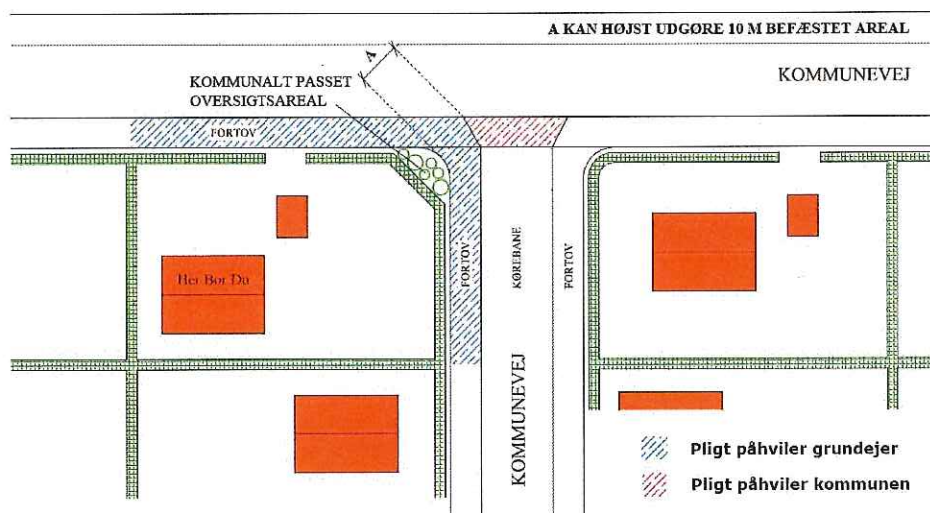 A KAN HØJST UDGØRE 10 M BEFÆSTET AREAL
A
KOMMUNEVEJ
KOMMUNALT PASSET
OVERSIGTSAREAL
FORTOV
Her Bor Du
FORTOV
KØREBANE
FORTOV
KOMMUNEVEJ
Pligt påhviler grundejer
Pligt påhviler kommunen